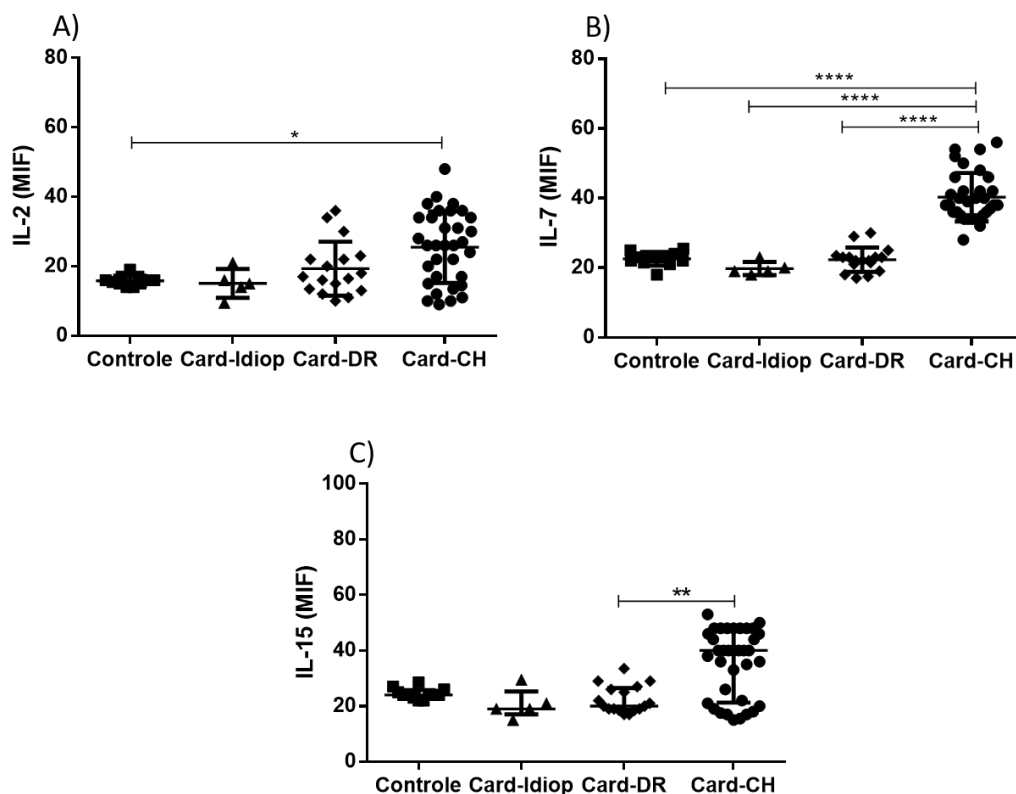 A)
80
60
40
20
0
IL-2 (MIF)
*
Controle Card-Idiop Card-DR Card-CH
B)
80
60
40
20
0
IL-7 (MIF)
****
****
****
Controle Card-Idiop Card-DR Card-CH
C)
100
80
60
40
20
0
IL-15 (MIF)
**
Controle Card-Idiop Card-DR Card-CH